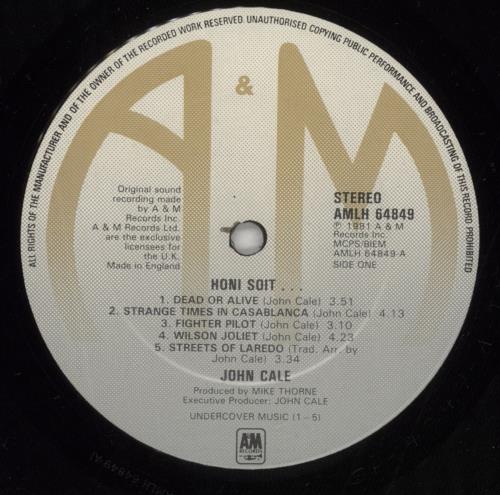 ALL RIGHTS OF THE MANUFACTURER AND OF THE OWNER OF THE RECORDED WORK RESERVED. UNAUTHORISED COPYING PUBLIC PERFORMANCE AND BROADCASTING OF THIS RECORD PROHIBITED
A & M
Original sound
recording made
by A & M
Records Inc.
A & M Records Ltd.
are the exclusive
licensees for
the U.K.
Made in England
STEREO
AMLH 64849
℗ 1981 A & M
Records Inc.
MCPS/BIEM
AMLH 64849-A
SIDE ONE
HONI SOIT . . .
1. DEAD OR ALIVE (John Cale) 3.51
2. STRANGE TIMES IN CASABLANCA (John Cale) 4.13
3. FIGHTER PILOT (John Cale) 3.10
4. WILSON JOLIET (John Cale) 4.23
5. STREETS OF LAREDO (Trad. Arr. by
John Cale) 3.34
JOHN CALE
Produced by MIKE THORNE
Executive Producer: JOHN CALE
UNDERCOVER MUSIC (1 – 5)
A&M
RECORDS